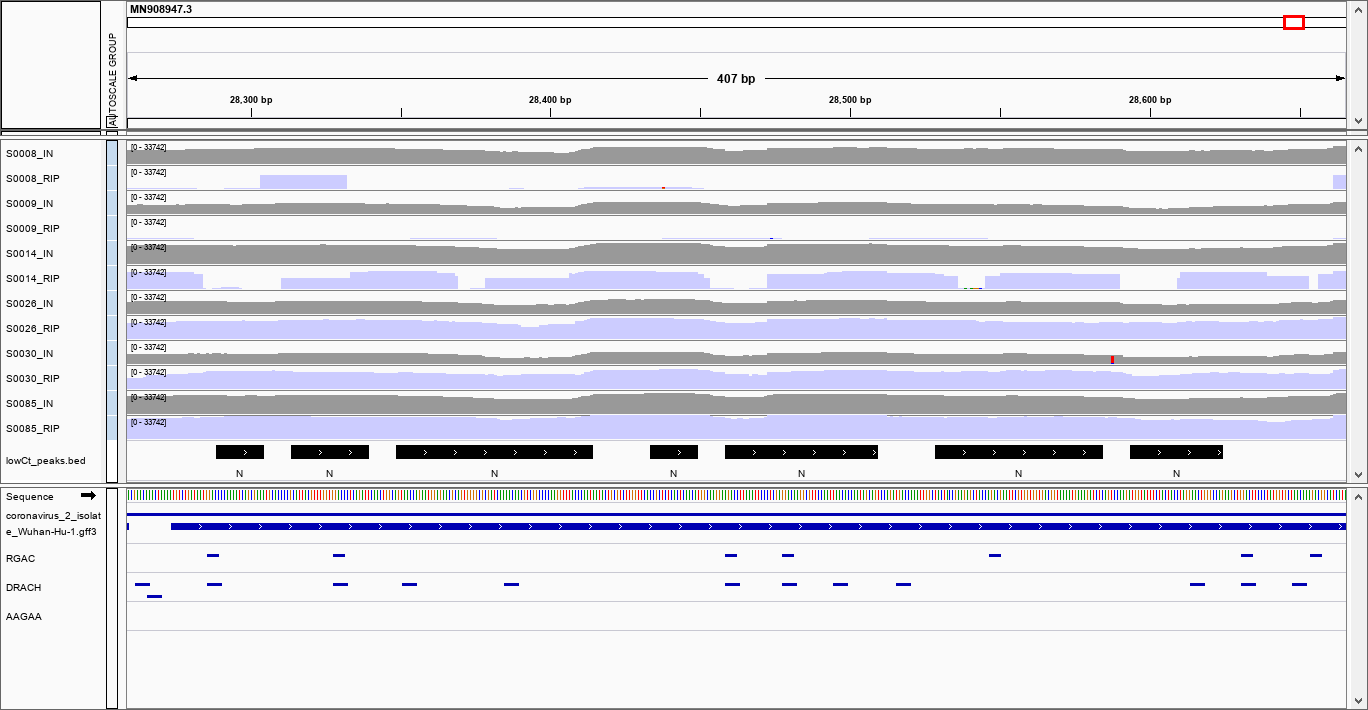 MN908947.3
AUTOSCALE GROUP
407 bp
28,300 bp 28,400 bp 28,500 bp 28,600 bp
S0008_IN [0 - 33742]
S0008_RIP [0 - 33742]
S0009_IN [0 - 33742]
S0009_RIP [0 - 33742]
S0014_IN [0 - 33742]
S0014_RIP [0 - 33742]
S0026_IN [0 - 33742]
S0026_RIP [0 - 33742]
S0030_IN [0 - 33742]
S0030_RIP [0 - 33742]
S0085_IN [0 - 33742]
S0085_RIP [0 - 33742]
lowCt_peaks.bed
N N N N N N N
Sequence
coronavirus_2_isolat
e_Wuhan-Hu-1.gff3
RGAC
DRACH
AAGAA